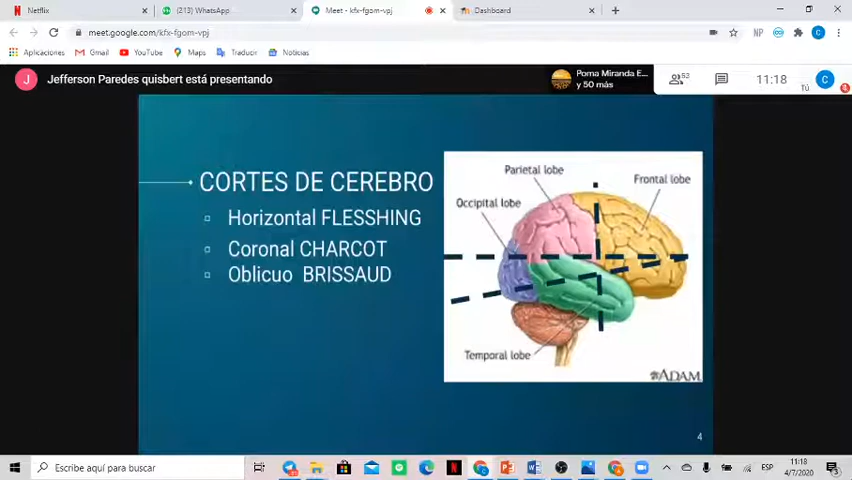 Netflix
(213) WhatsApp
Meet - kfx-fgom-vpj
Dashboard
meet.google.com/kfx-fgom-vpj
NP
C
Aplicaciones
Gmail
YouTube
Maps
Traducir
Noticias
J
Jefferson Paredes quisbert está presentando
Poma Miranda E...
y 50 más
53
11:18
Tú
C
CORTES DE CEREBRO
Horizontal FLESSHING
Coronal CHARCOT
Oblicuo BRISSAUD
Parietal lobe
Frontal lobe
Occipital lobe
Temporal lobe
ADAM
4
Escribe aquí para buscar
ESP
11:18
4/7/2020